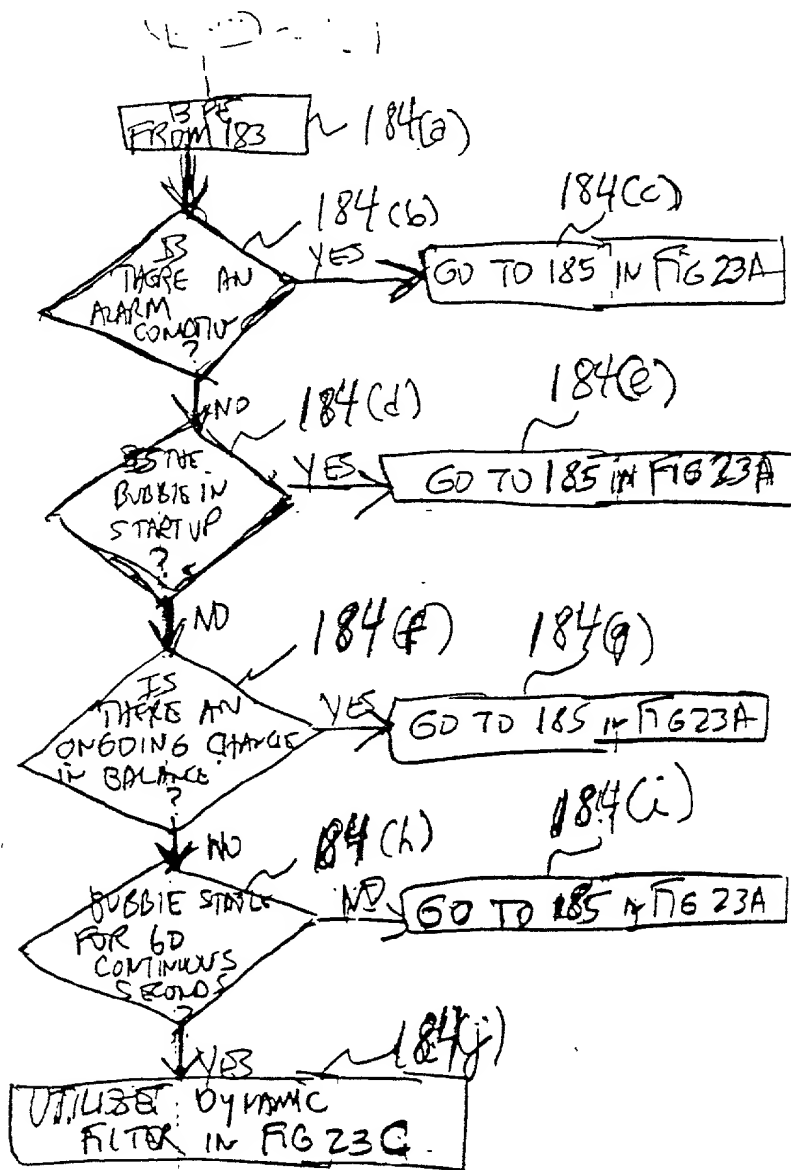 FROM 183
184(a)
184(b)
IS
THERE AN
ALARM
?
YES
184(c)
GO TO 185 IN FIG 23A
NO
184(d)
IS THE
BUBBLE IN
STARTUP
?
YES
184(e)
GO TO 185 IN FIG 23A
NO
184(f)
IS
THERE AN
ONGOING CHANGE
IN BALANCE
?
YES
184(g)
GO TO 185 IN FIG 23A
NO
184(h)
BUBBLE STABLE
FOR 60
CONTINUOUS
SECONDS
?
NO
184(i)
GO TO 185 IN FIG 23A
YES
184(j)
DYNAMIC
FILTER IN FIG 23C